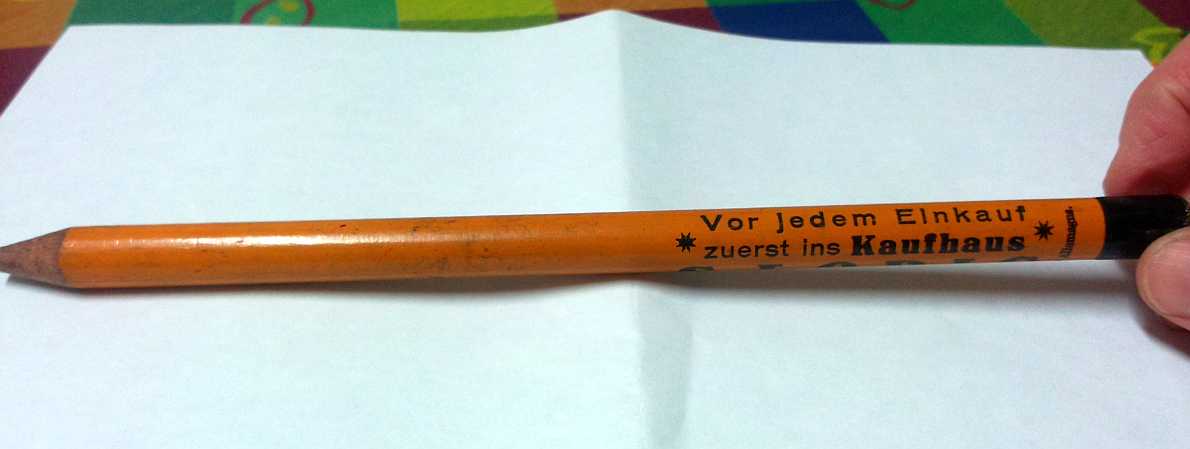 Vor jedem Einkauf
zuerst ins Kaufhaus